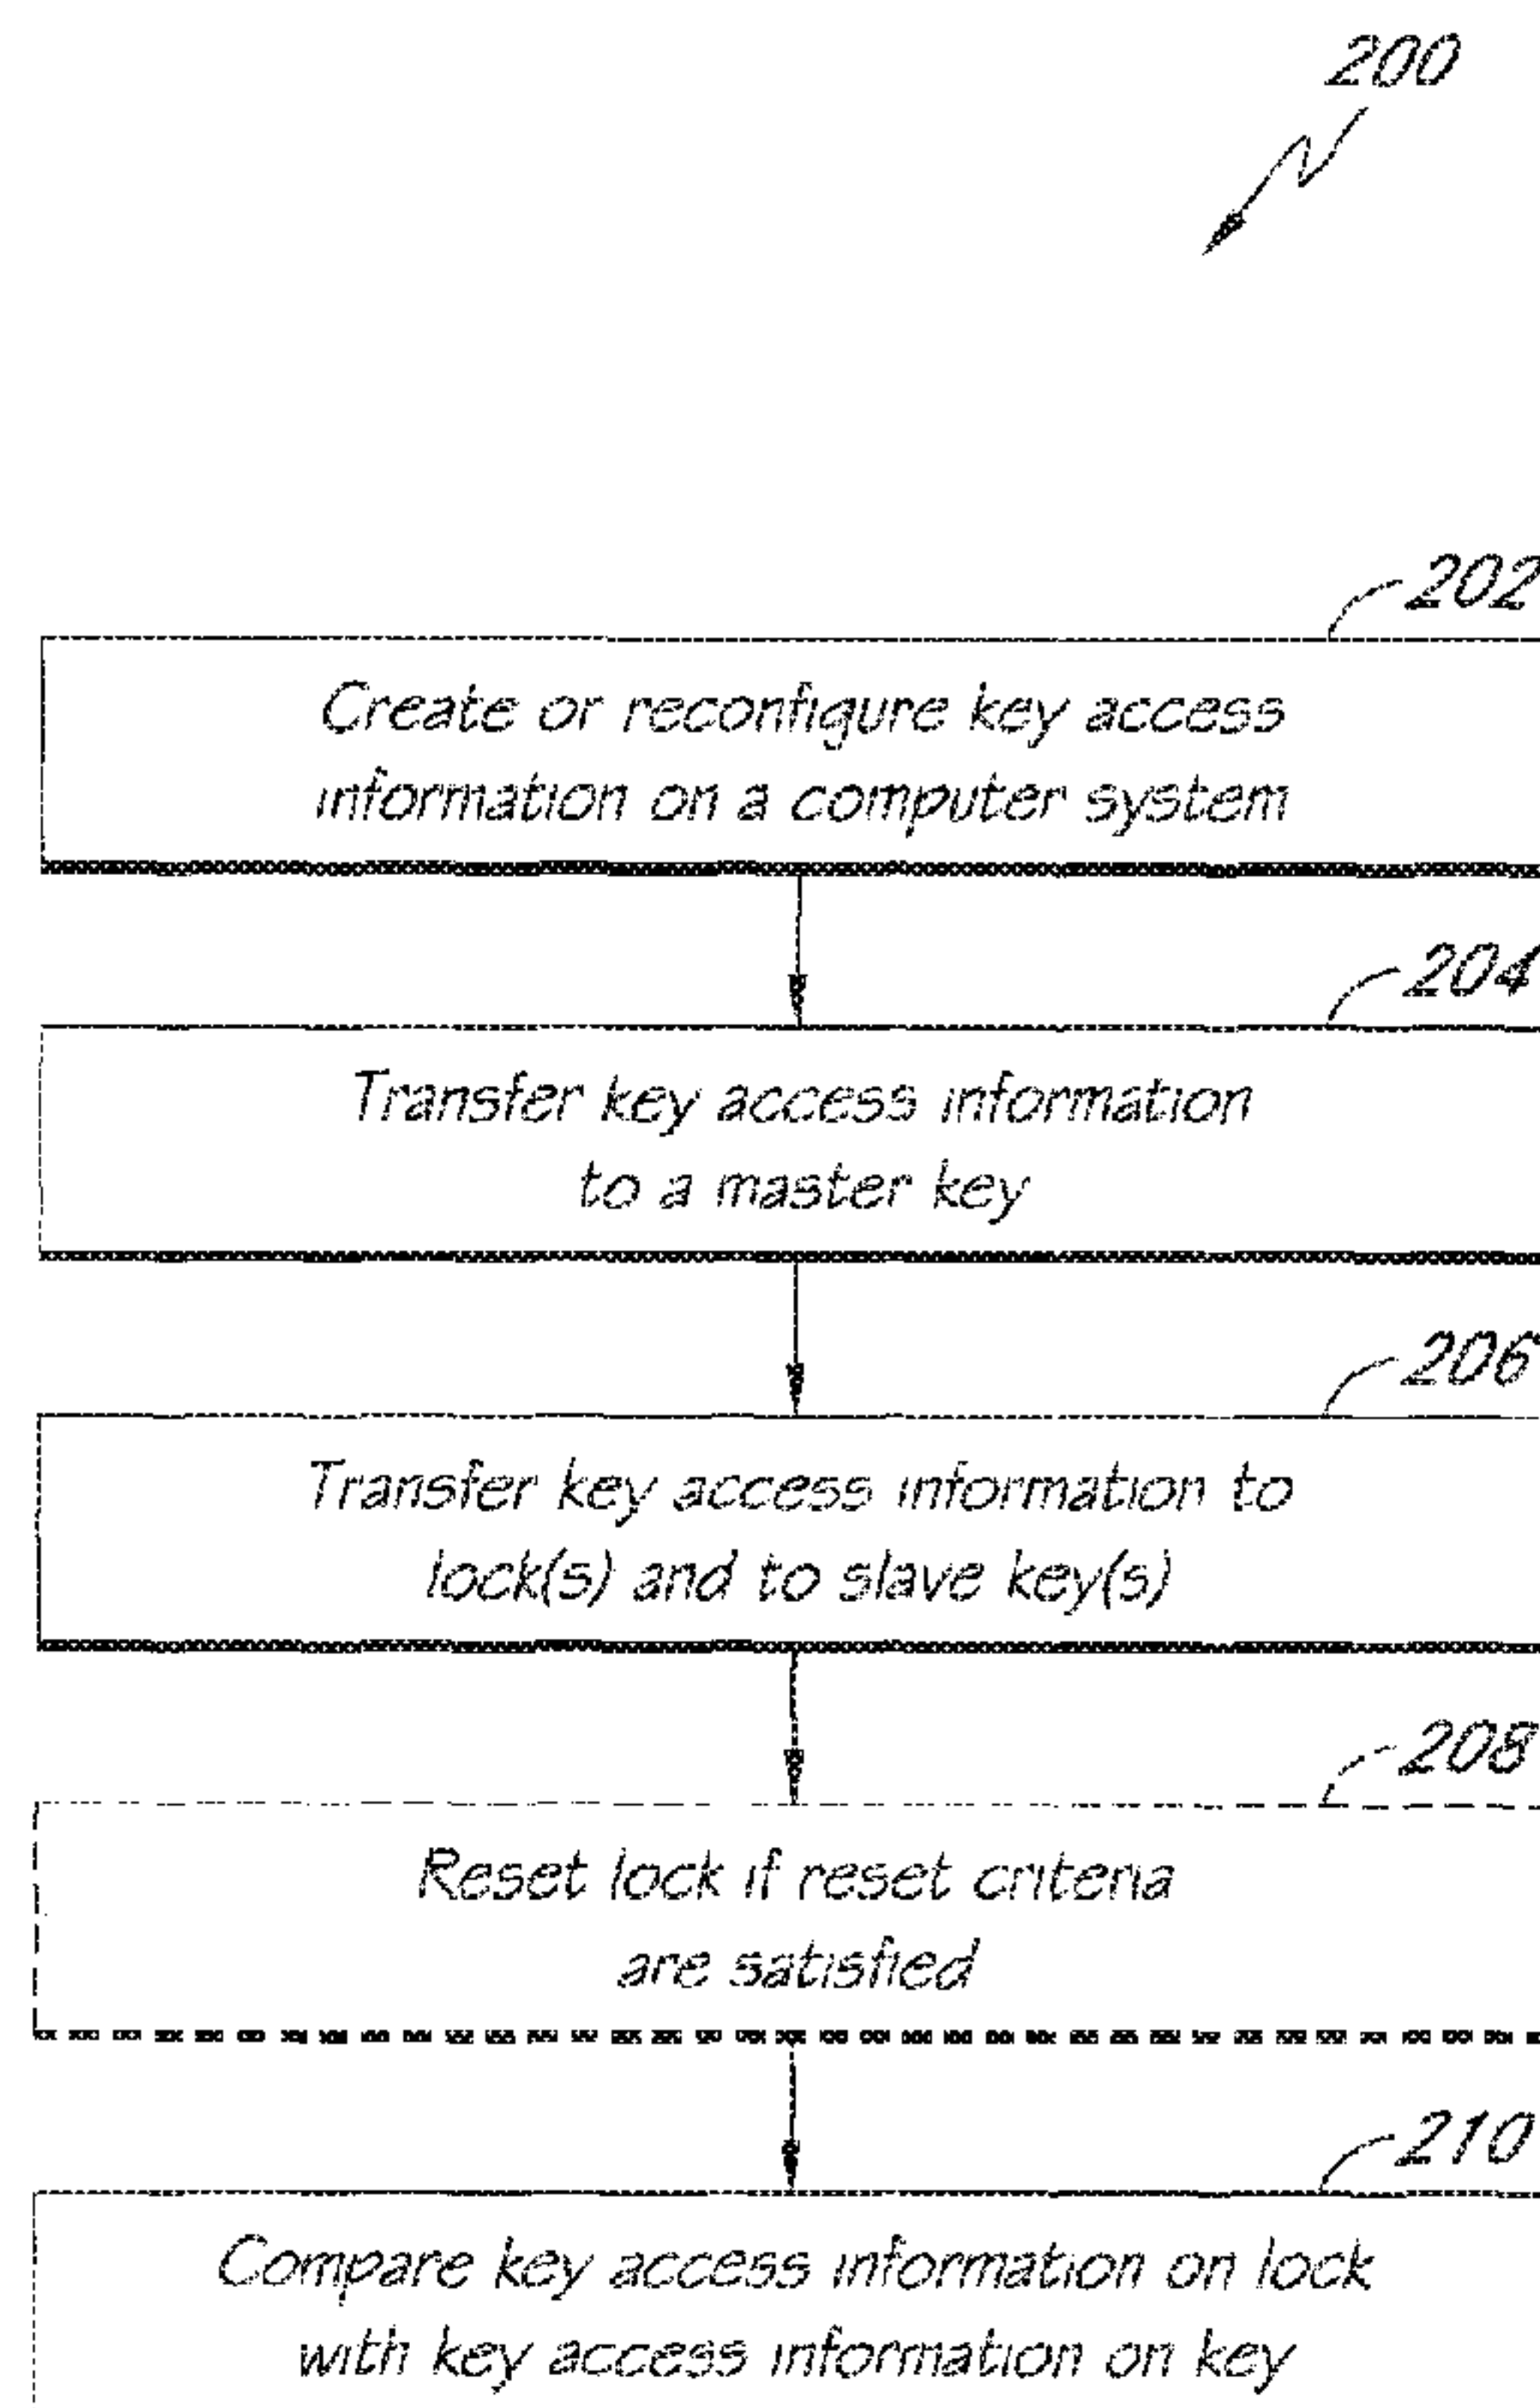 200
202
Create or reconfigure key access
information on a computer system
204
Transfer key access information
to a master key
206
Transfer key access information to
lock(s) and to slave key(s)
208
Reset lock if reset criteria
are satisfied
210
Compare key access information on lock
with key access information on key